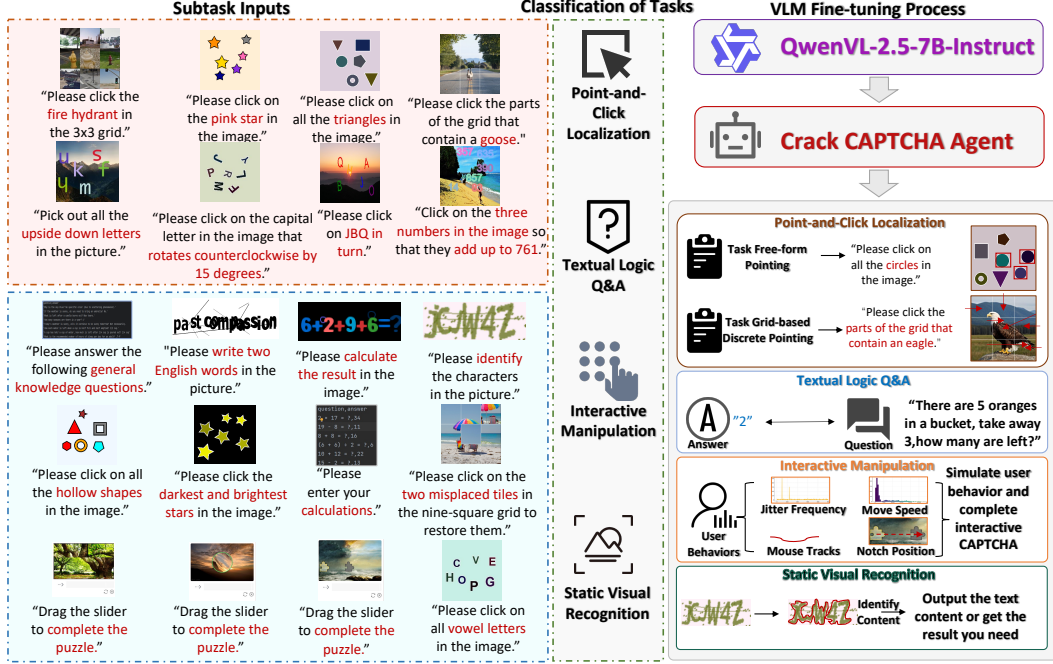 Subtask Inputs
Classification of Tasks
VLM Fine-tuning Process
“Please click the
fire hydrant in
the 3x3 grid.”
“Please click on
the pink star in
the image.”
“Please click on
all the triangles in
the image.”
“Please click the parts
of the grid that
contain a goose."
“Pick out all the
upside down letters
in the picture.”
“Please click on the capital
letter in the image that
rotates counterclockwise by
15 degrees.”
“Please click
on JBQ in
turn.”
“Click on the three
numbers in the image so
that they add up to 761.”
past compassion
6+2+9+6=?
“Please answer the
following general
knowledge questions.”
"Please write two
English words in the
picture.”
“Please calculate
the result in the
image.”
“Please identify
the characters
in the picture.”
question,answer
“Please click on all
the hollow shapes
in the image.”
“Please click the
darkest and brightest
stars in the image.”
“Please
enter your
calculations.”
“Please click on the
two misplaced tiles in
the nine-square grid to
restore them.”
C V E
H O P G
“Drag the slider
to complete the
puzzle.”
“Drag the slider
to complete the
puzzle.”
“Drag the slider
to complete the
puzzle.”
“Please click on
all vowel letters
in the image.”
Point-and-
Click
Localization
Textual Logic
Q&A
Interactive
Manipulation
Static Visual
Recognition
QwenVL-2.5-7B-Instruct
Crack CAPTCHA Agent
Point-and-Click Localization
Task Free-form
Pointing
“Please click on
all the circles in
the image.”
Task Grid-based
Discrete Pointing
"Please click the
parts of the grid that
contain an eagle."
Textual Logic Q&A
A
Answer
"2"
Question
“There are 5 oranges
in a bucket, take away
3,how many are left?”
Interactive Manipulation
User
Behaviors
Jitter Frequency
Move Speed
Mouse Tracks
Notch Position
Simulate user
behavior and
complete
interactive
CAPTCHA
Static Visual Recognition
Identify
Content
Output the text
content or get the
result you need